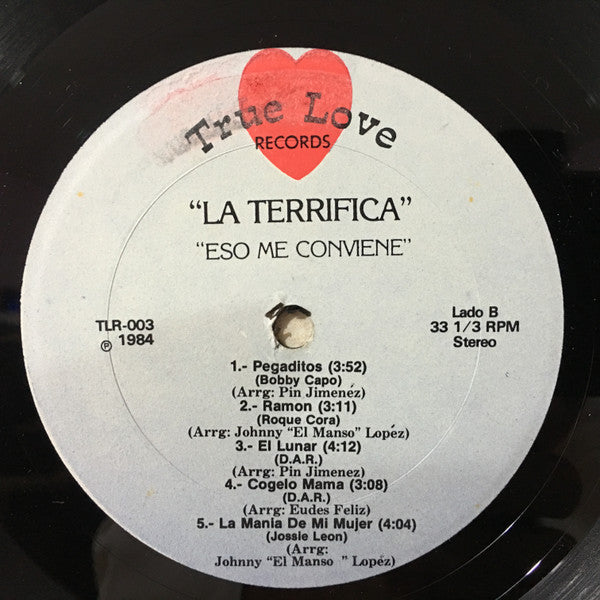 True Love
RECORDS
"LA TERRIFICA"
"ESO ME CONVIENE"
TLR-003
℗ 1984
Lado B
33 1/3 RPM
Stereo
1.- Pegaditos (3:52)
(Bobby Capo)
(Arrg: Pin Jimenéz)
2.- Ramon (3:11)
(Roque Cora)
(Arrg: Johnny "El Manso" Lopéz)
3.- El Lunar (4:12)
(D.A.R.)
(Arrg: Pin Jimenez)
4.- Cogelo Mama (3:08)
(D.A.R.)
(Arrg: Eudes Feliz)
5.- La Mania De Mi Mujer (4:04)
(Jossie Leon)
(Arrg:
Johnny "El Manso " Lopéz)